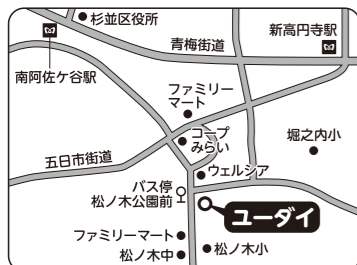 杉並区役所
新高円寺駅
青梅街道
南阿佐ケ谷駅
ファミリー
マート
コープ
みらい
堀之内小
五日市街道
ウェルシア
バス停
松ノ木公園前
ユーダイ
ファミリーマート
松ノ木小
松ノ木中